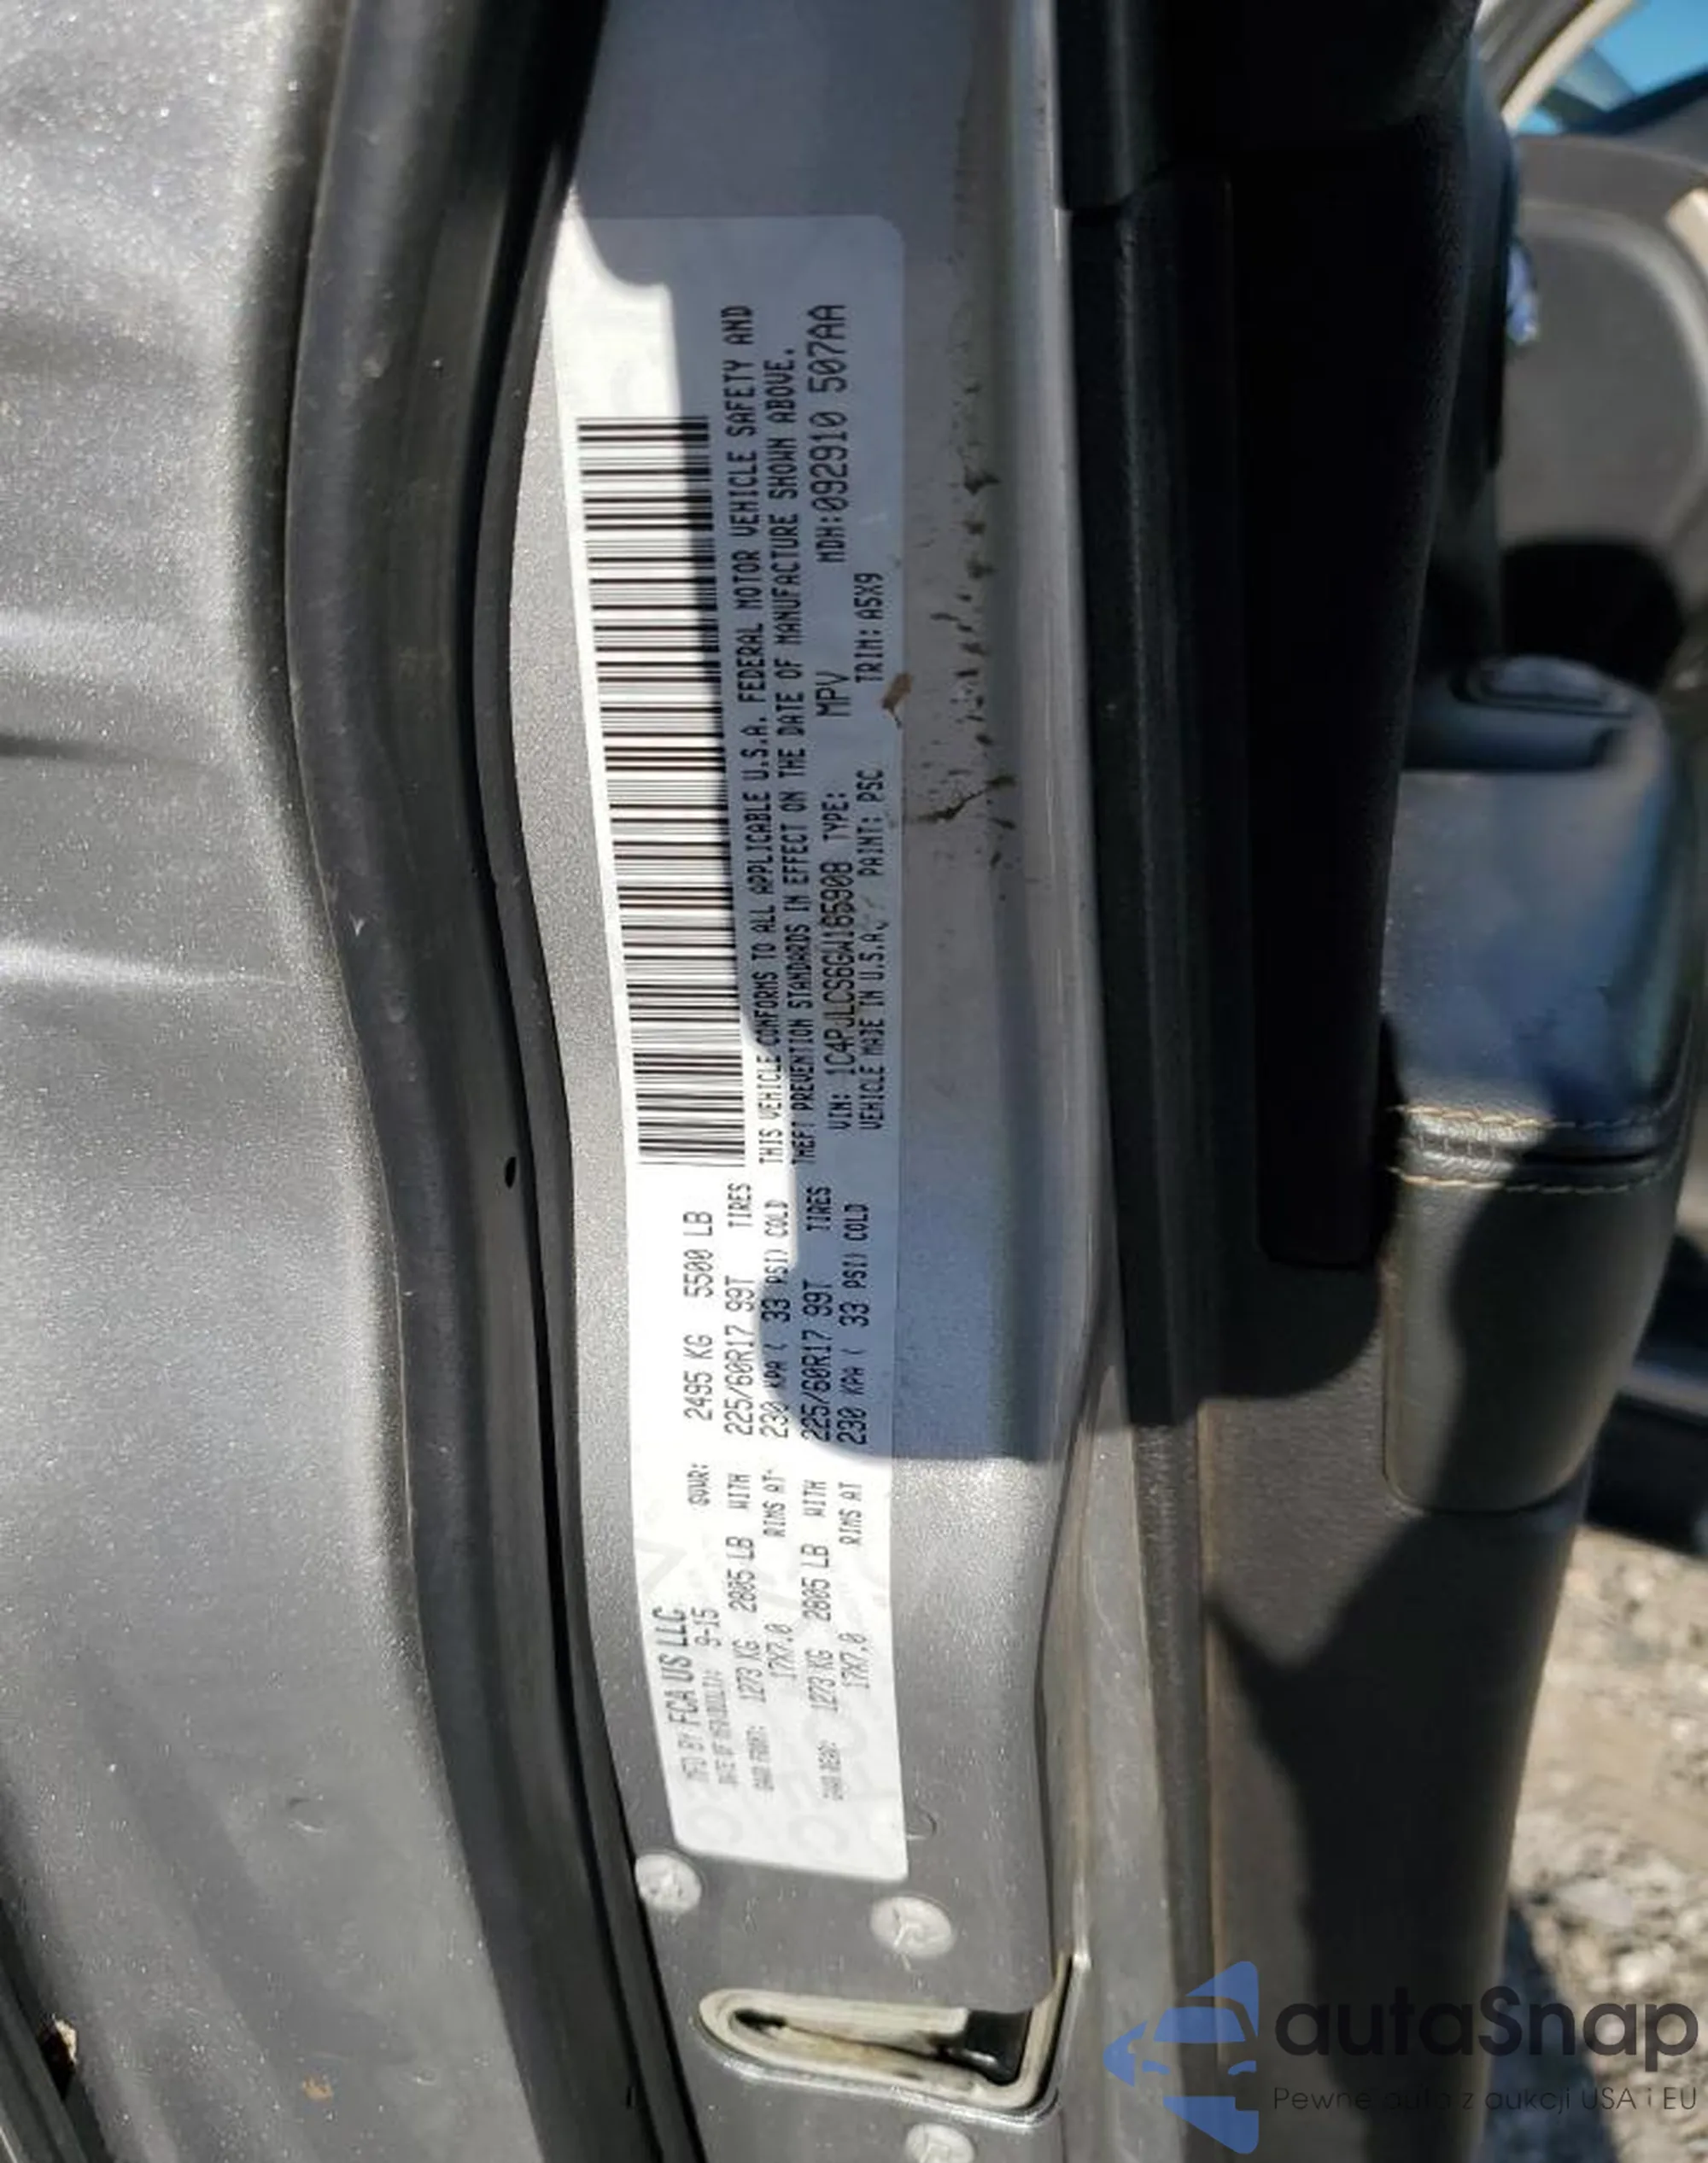 MFD BY FCA US LLC
DATE OF MFR: 9-15 GVWR: 2495 KG 5500 LB
GAWR FRONT: 1273 KG 2805 LB WITH 225/60R17 99T TIRES
17X7.0 RIMS AT 230 KPA ( 33 PSI) COLD
GAWR REAR: 1273 KG 2805 LB WITH 225/60R17 99T TIRES
17X7.0 RIMS AT 230 KPA ( 33 PSI) COLD
THIS VEHICLE CONFORMS TO ALL APPLICABLE U.S.A. FEDERAL MOTOR VEHICLE SAFETY AND
THEFT PREVENTION STANDARDS IN EFFECT ON THE DATE OF MANUFACTURE SHOWN ABOVE.
VIN: 1C4PJLCS6GW165908 TYPE: MPV MDH:092910 507AA
VEHICLE MADE IN U.S.A. PAINT: PSC TRIM: A5X9
autaSnap
Pewne auta z aukcji USA i EU